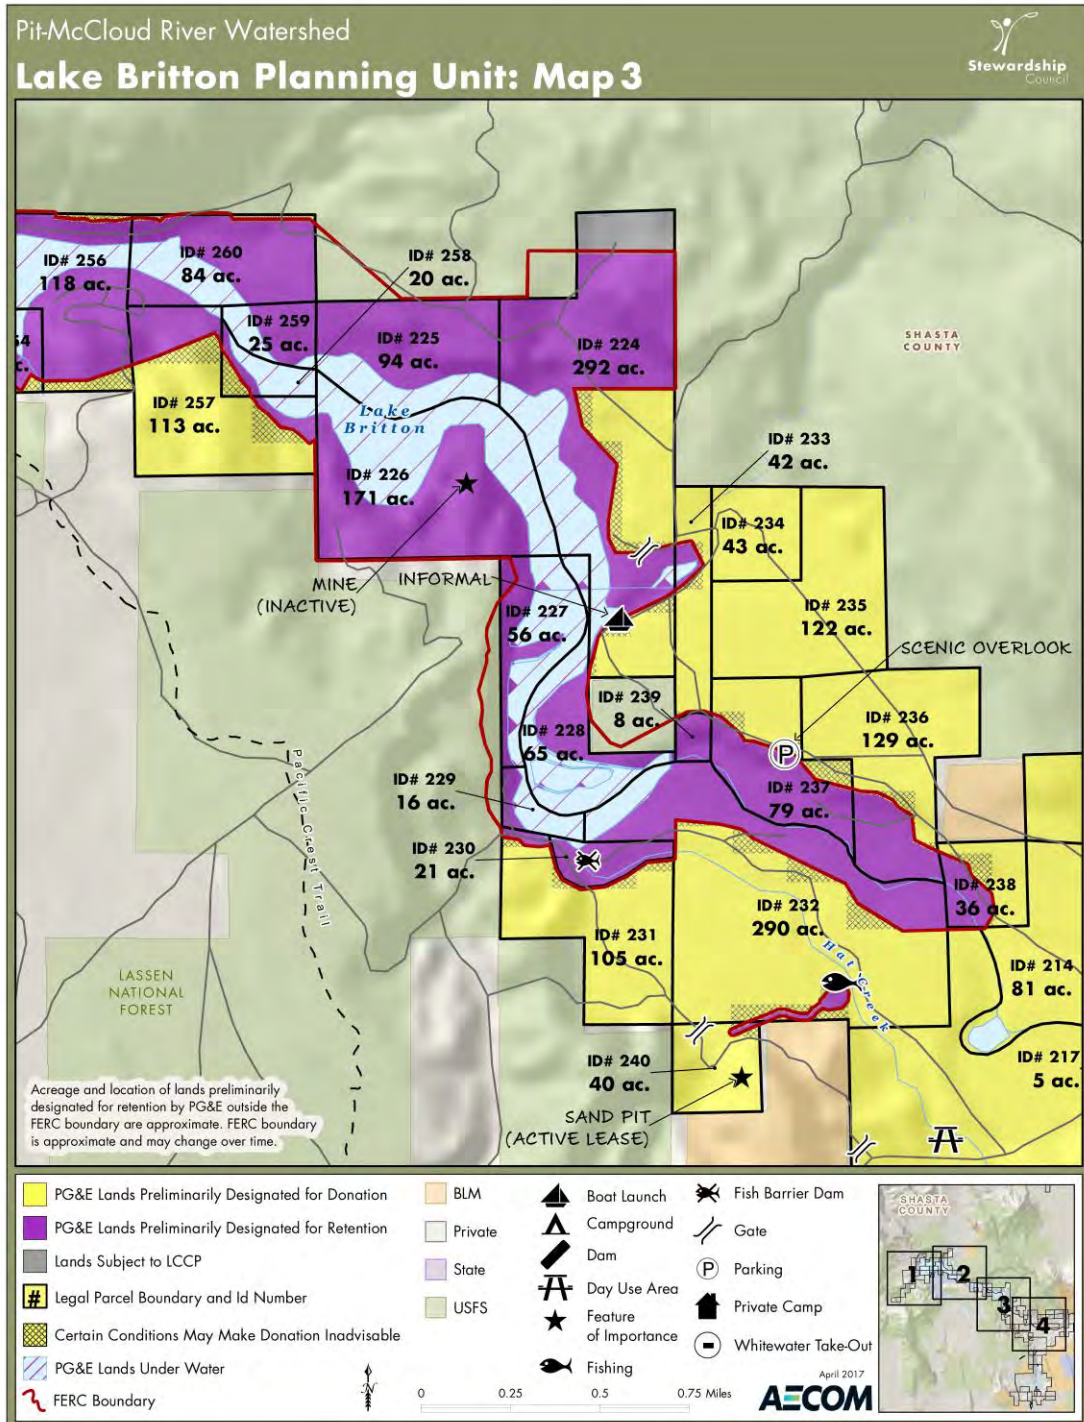 Pit-McCloud River Watershed
Lake Britton Planning Unit: Map 3
Stewardship
Council
ID# 256
118 ac.
ID# 260
84 ac.
ID# 258
20 ac.
ID# 259
25 ac.
ID# 225
94 ac.
ID# 224
292 ac.
SHASTA
COUNTY
ID# 257
113 ac.
Lake
Britton
ID# 226
171 ac.
ID# 233
42 ac.
ID# 234
43 ac.
MINE
(INACTIVE)
INFORMAL
ID# 227
56 ac.
ID# 235
122 ac.
SCENIC OVERLOOK
ID# 239
8 ac.
ID# 236
129 ac.
ID# 228
65 ac.
P
ID# 229
16 ac.
ID# 237
79 ac.
Pacific Crest Trail
ID# 230
21 ac.
ID# 238
36 ac.
ID# 232
290 ac.
ID# 231
105 ac.
Hat Creek
ID# 214
81 ac.
LASSEN
NATIONAL
FOREST
ID# 217
5 ac.
ID# 240
40 ac.
SAND PIT
(ACTIVE LEASE)
Acreage and location of lands preliminarily
designated for retention by PG&E outside the
FERC boundary are approximate. FERC boundary
is approximate and may change over time.
PG&E Lands Preliminarily Designated for Donation
PG&E Lands Preliminarily Designated for Retention
Lands Subject to LCCP
# Legal Parcel Boundary and Id Number
Certain Conditions May Make Donation Inadvisable
PG&E Lands Under Water
FERC Boundary
BLM
Private
State
USFS
Boat Launch
Campground
Dam
Day Use Area
Feature
of Importance
Fishing
Fish Barrier Dam
Gate
P Parking
Private Camp
Whitewater Take-Out
N
0 0.25 0.5 0.75 Miles
April 2017
AECOM
SHASTA
COUNTY
1
2
3
4